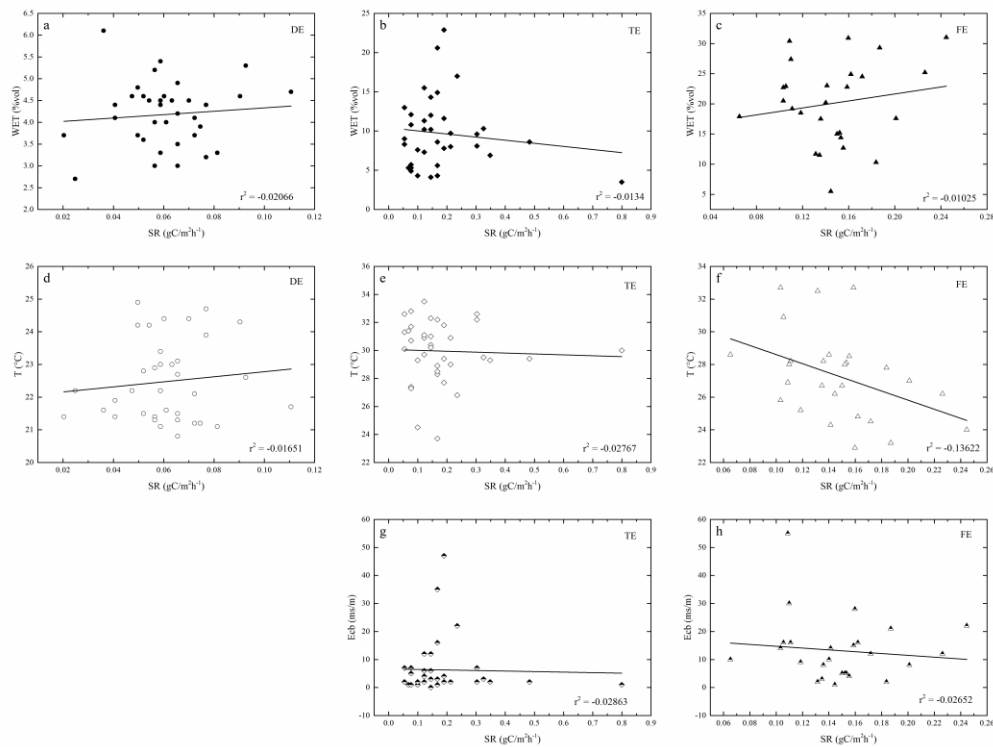 a
DE
WET (%vol)
6.5
6.0
5.5
5.0
4.5
4.0
3.5
3.0
2.5
2.0
0.02 0.04 0.06 0.08 0.10 0.12
SR (gC/m²h⁻¹)
r² = -0.02066
b
TE
WET (%vol)
25
20
15
10
5
0
0.0 0.1 0.2 0.3 0.4 0.5 0.6 0.7 0.8 0.9
SR (gC/m²h⁻¹)
r² = -0.0134
c
FE
WET (%vol)
35
30
25
20
15
10
5
0.04 0.08 0.12 0.16 0.20 0.24 0.28
SR (gC/m²h⁻¹)
r² = -0.01025
d
DE
T (°C)
26
25
24
23
22
21
20
0.02 0.04 0.06 0.08 0.10 0.12
SR (gC/m²h⁻¹)
r² = -0.01651
e
TE
T (°C)
36
34
32
30
28
26
24
22
0.0 0.1 0.2 0.3 0.4 0.5 0.6 0.7 0.8 0.9
SR (gC/m²h⁻¹)
r² = -0.02767
f
FE
T (°C)
34
32
30
28
26
24
22
0.06 0.08 0.10 0.12 0.14 0.16 0.18 0.20 0.22 0.24 0.26
SR (gC/m²h⁻¹)
r² = -0.13622
g
TE
Ecb (ms/m)
60
50
40
30
20
10
0
-10
0.0 0.1 0.2 0.3 0.4 0.5 0.6 0.7 0.8 0.9
SR (gC/m²h⁻¹)
r² = -0.02863
h
FE
Ecb (ms/m)
60
50
40
30
20
10
0
-10
0.06 0.08 0.10 0.12 0.14 0.16 0.18 0.20 0.22 0.24 0.26
SR (gC/m²h⁻¹)
r² = -0.02652